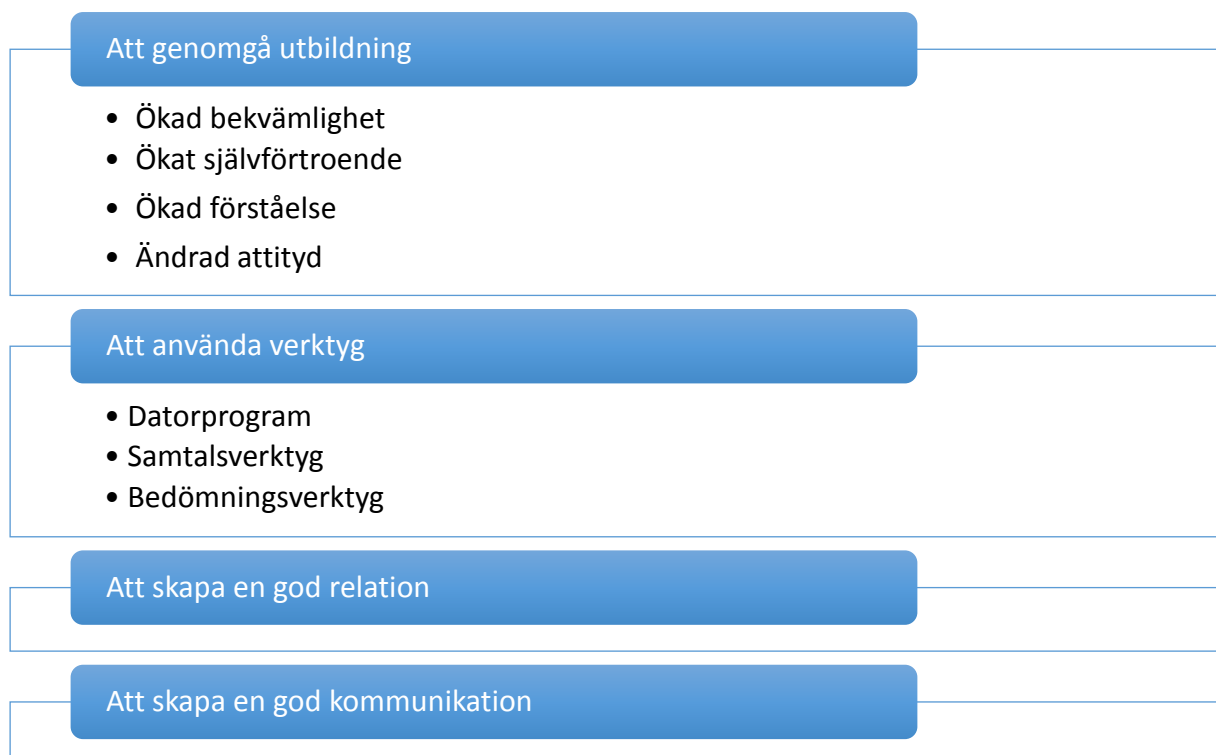 Att genomgå utbildning
• Ökad bekvämlighet
• Ökat självförtroende
• Ökad förståelse
• Ändrad attityd
Att använda verktyg
• Datorprogram
• Samtalsverktyg
• Bedömningsverktyg
Att skapa en god relation
Att skapa en god kommunikation